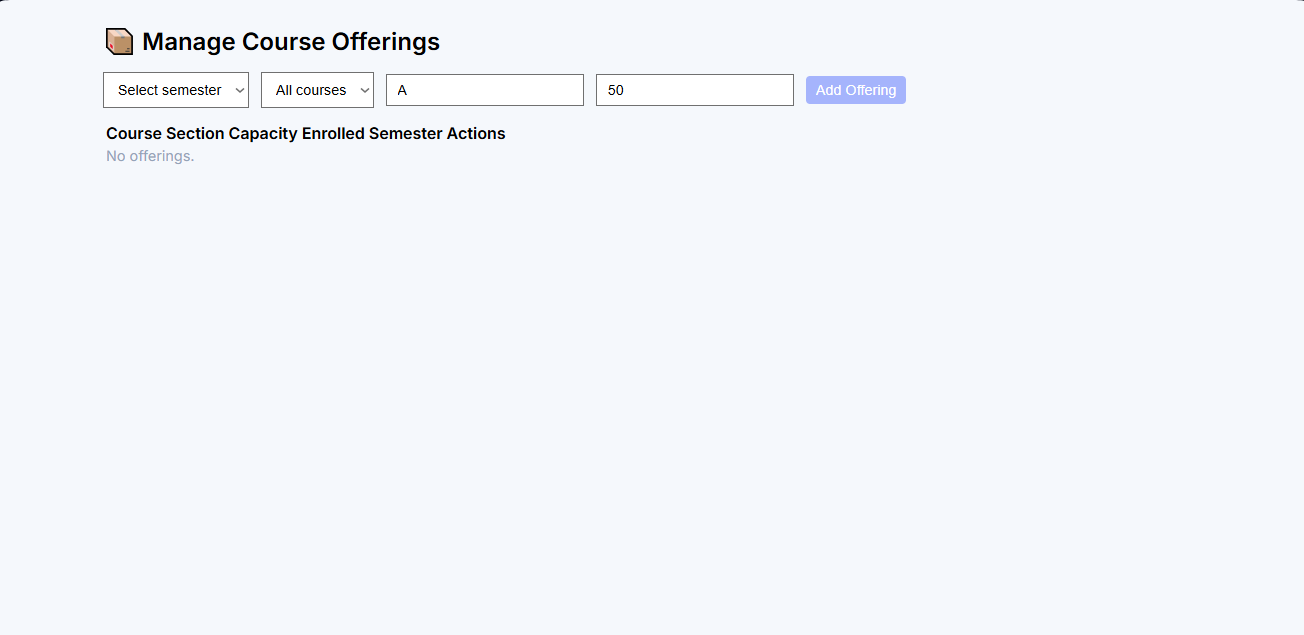 Manage Course Offerings
Select semester All courses A 50 Add Offering
Course Section Capacity Enrolled Semester Actions
No offerings.